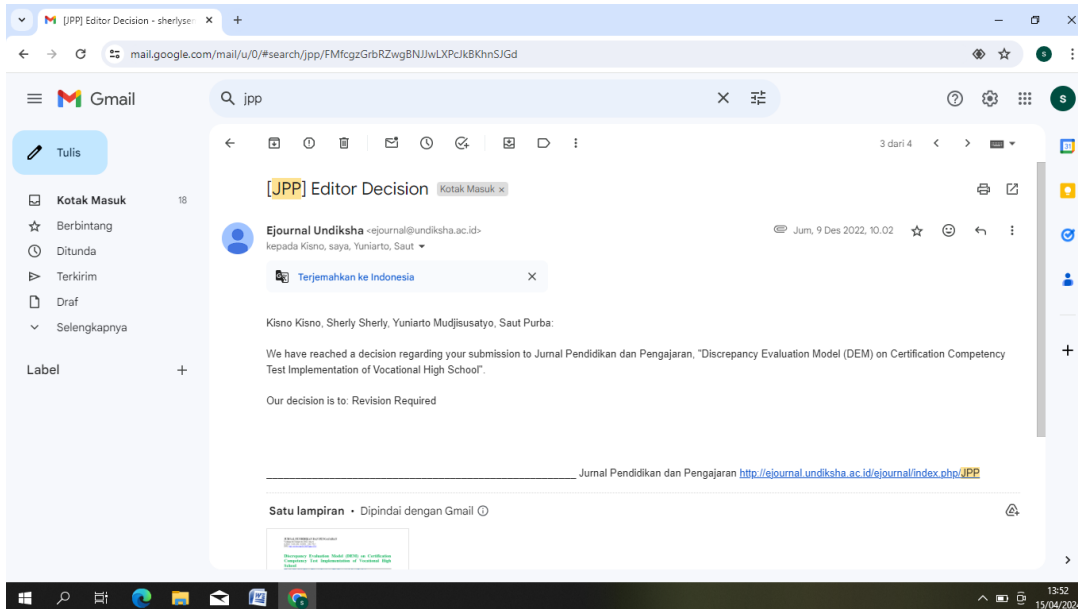 [JPP] Editor Decision - sherlyser
mail.google.com/mail/u/0/#search/jpp/FMfcgzGrbRZwgBNJJwLXPcJkBKhnSJGd
S
Gmail
jpp
S
Tulis
3 dari 4
31
[JPP] Editor Decision Kotak Masuk ×
Kotak Masuk 18
Berbintang
Ditunda
Terkirim
Draf
Selengkapnya
Label
Ejournal Undiksha <ejournal@undiksha.ac.id>
Jum, 9 Des 2022, 10.02
kepada Kisno, saya, Yuniarto, Saut
Terjemahkan ke Indonesia
Kisno Kisno, Sherly Sherly, Yuniarto Mudjisusatyo, Saut Purba:
We have reached a decision regarding your submission to Jurnal Pendidikan dan Pengajaran, "Discrepancy Evaluation Model (DEM) on Certification Competency
Test Implementation of Vocational High School".
Our decision is to: Revision Required
Jurnal Pendidikan dan Pengajaran http://ejournal.undiksha.ac.id/ejournal/index.php/JPP
Satu lampiran • Dipindai dengan Gmail
Discrepancy Evaluation Model (DEM) on Certification
Competency Test Implementation of Vocational High
School
13:52
15/04/202